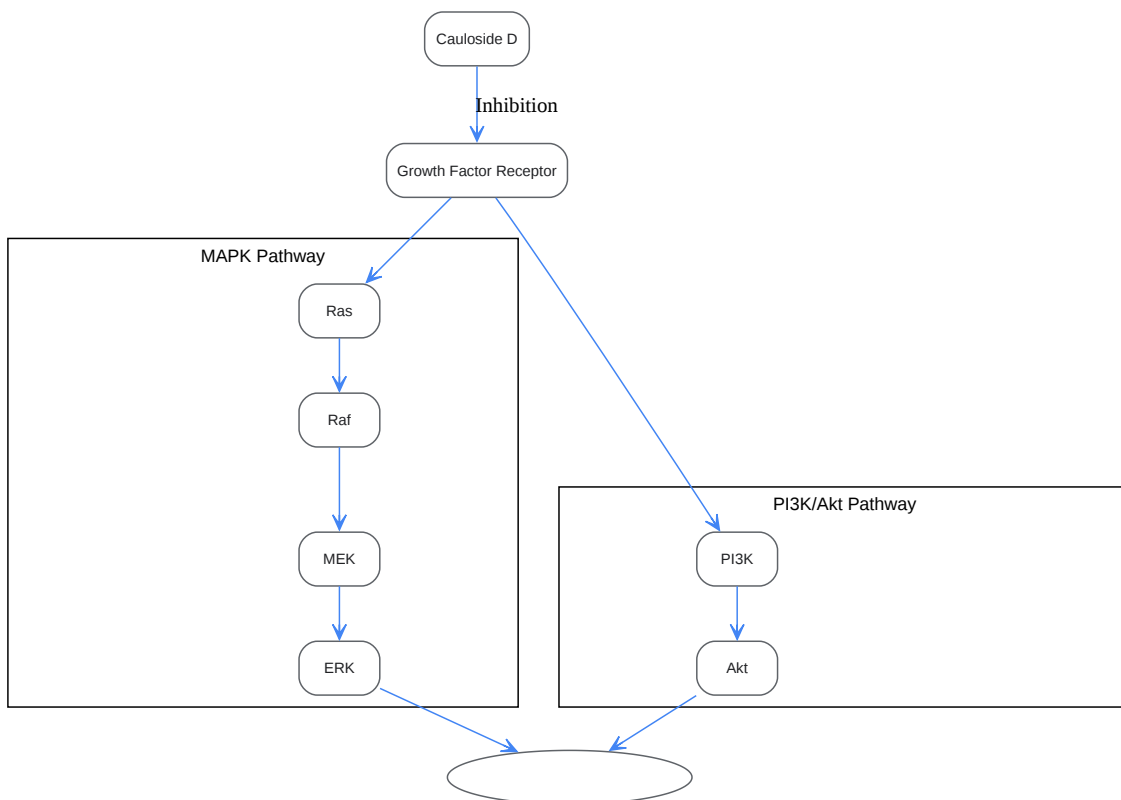 Cauloside D
Inhibition
Growth Factor Receptor
MAPK Pathway
Ras
Raf
PI3K/Akt Pathway
MEK
PI3K
ERK
Akt